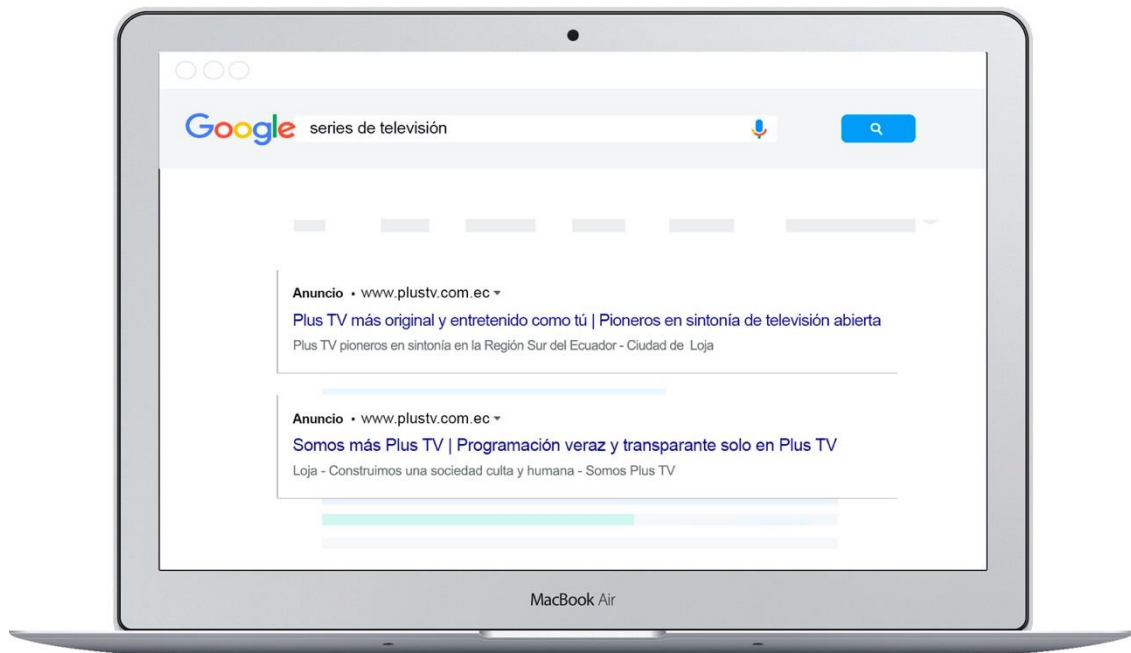 Google series de televisión
Anuncio · www.plustv.com.ec
Plus TV más original y entretenido como tú | Pioneros en sintonía de televisión abierta
Plus TV pioneros en sintonía en la Región Sur del Ecuador - Ciudad de Loja
Anuncio · www.plustv.com.ec
Somos más Plus TV | Programación veraz y transparante solo en Plus TV
Loja - Construimos una sociedad culta y humana - Somos Plus TV
MacBook Air